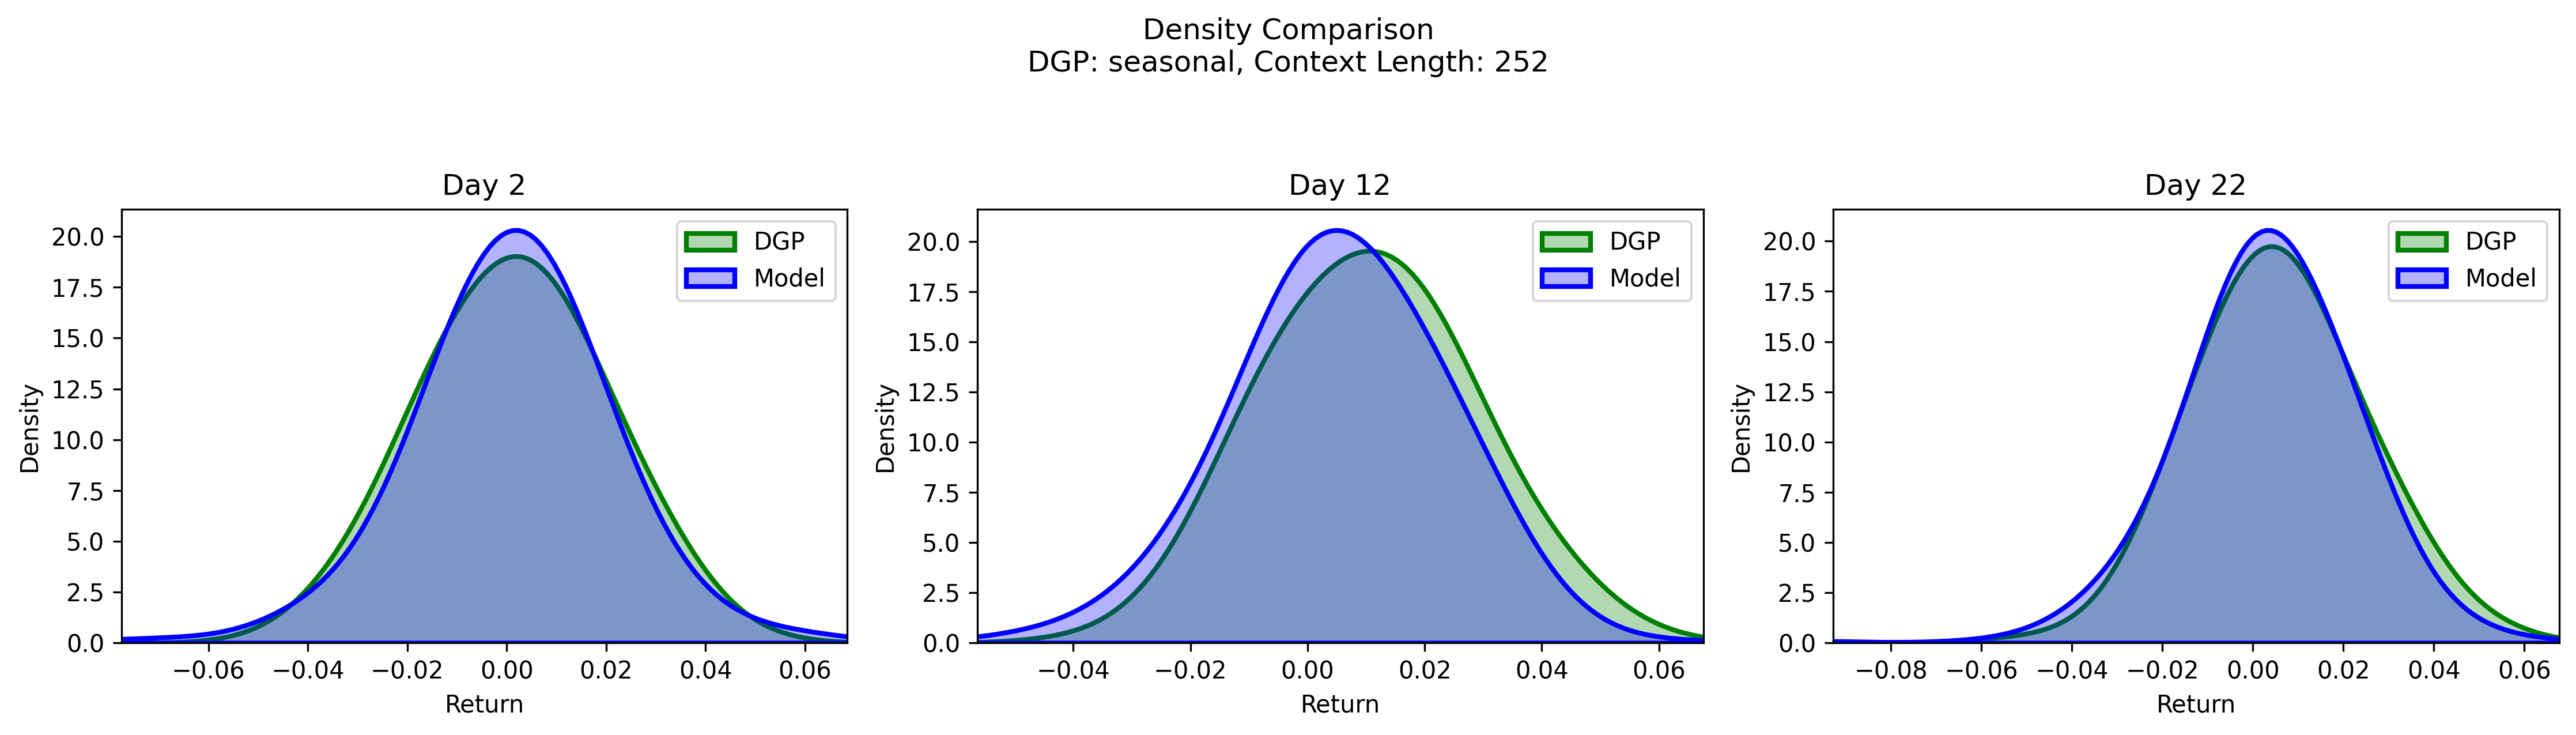 Density Comparison
DGP: seasonal, Context Length: 252
Day 2
20.0
17.5
15.0
12.5
10.0
7.5
5.0
2.5
0.0
Density
−0.06 −0.04 −0.02 0.00 0.02 0.04 0.06
Return
DGP
Model
Day 12
20.0
17.5
15.0
12.5
10.0
7.5
5.0
2.5
0.0
Density
−0.04 −0.02 0.00 0.02 0.04 0.06
Return
DGP
Model
Day 22
20.0
17.5
15.0
12.5
10.0
7.5
5.0
2.5
0.0
Density
−0.08 −0.06 −0.04 −0.02 0.00 0.02 0.04 0.06
Return
DGP
Model